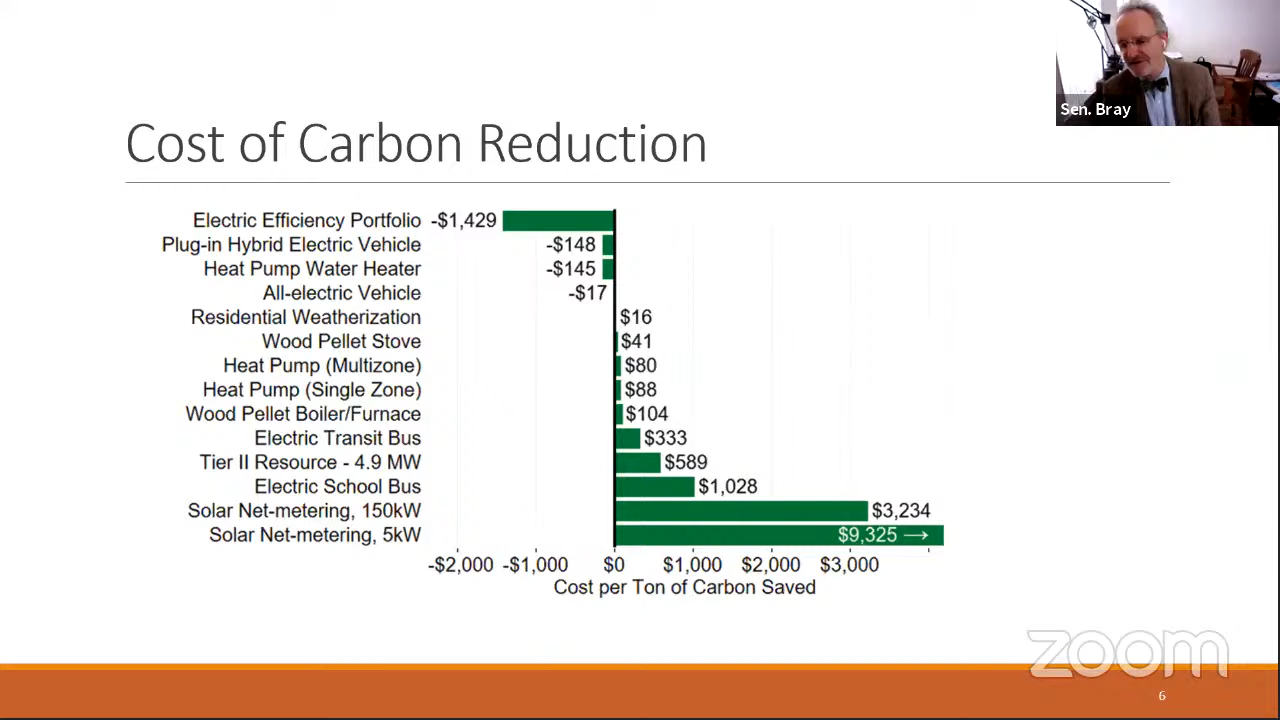 Sen. Bray
Cost of Carbon Reduction
Electric Efficiency Portfolio -$1,429
Plug-in Hybrid Electric Vehicle -$148
Heat Pump Water Heater -$145
All-electric Vehicle -$17
Residential Weatherization $16
Wood Pellet Stove $41
Heat Pump (Multizone) $80
Heat Pump (Single Zone) $88
Wood Pellet Boiler/Furnace $104
Electric Transit Bus $333
Tier II Resource - 4.9 MW $589
Electric School Bus $1,028
Solar Net-metering, 150kW $3,234
Solar Net-metering, 5kW $9,325 →
-$2,000 -$1,000 $0 $1,000 $2,000 $3,000
Cost per Ton of Carbon Saved
zoom
6